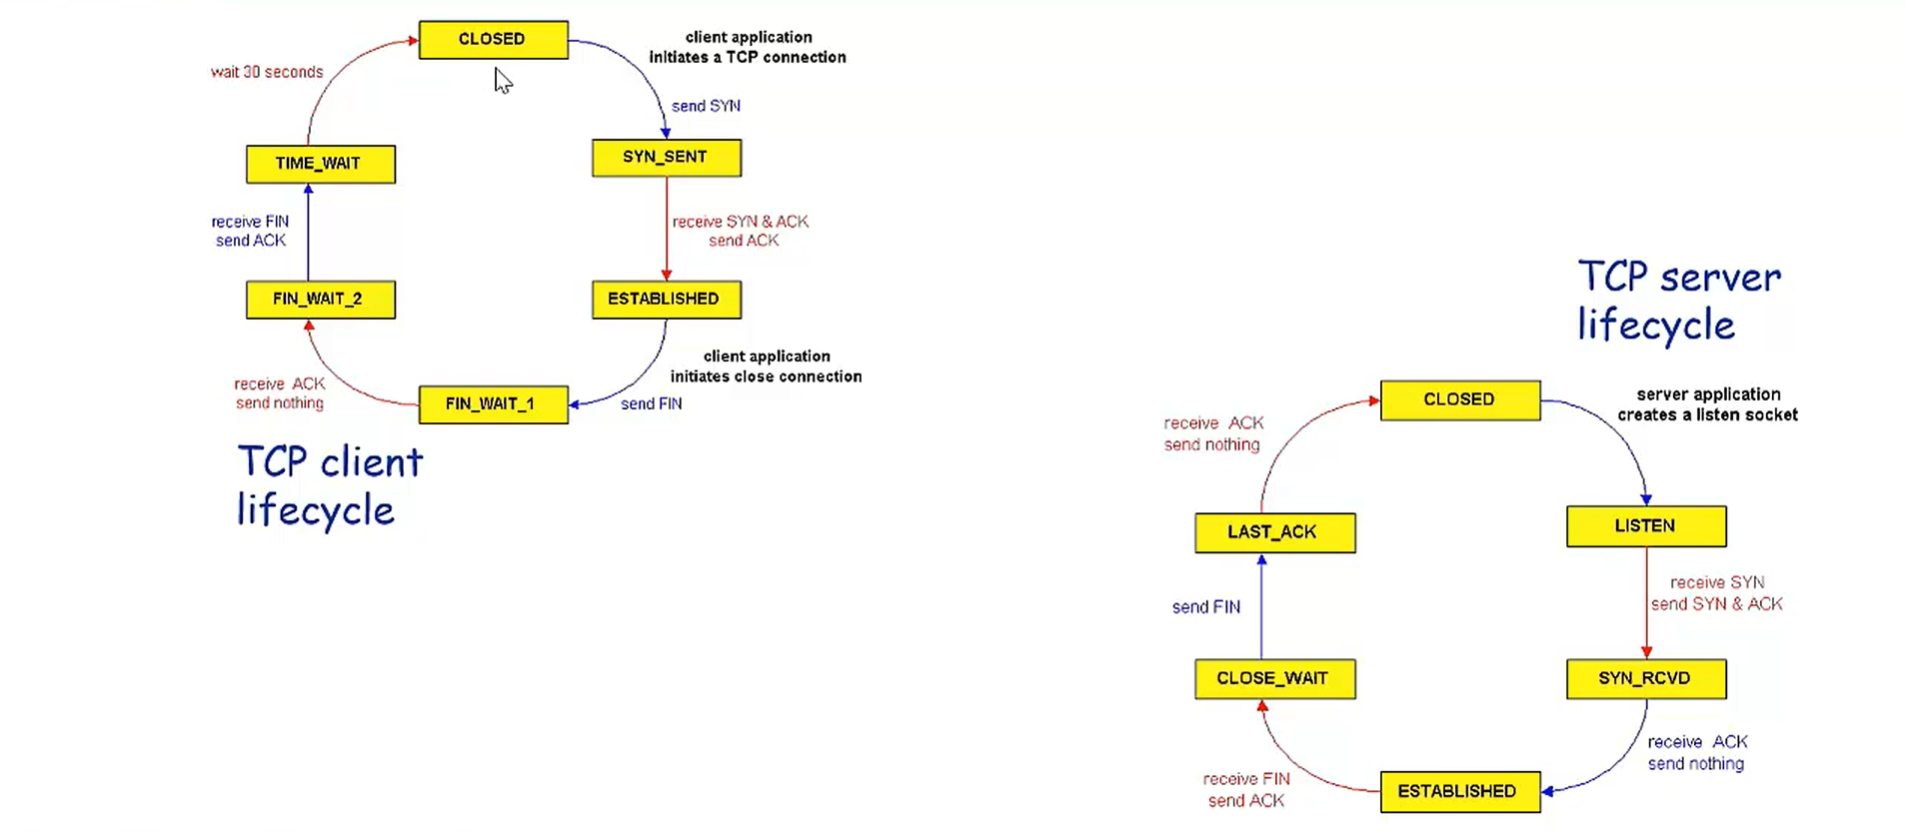 CLOSED
client application
initiates a TCP connection
wait 30 seconds
send SYN
TIME_WAIT
SYN_SENT
receive FIN
send ACK
receive SYN & ACK
send ACK
FIN_WAIT_2
ESTABLISHED
client application
initiates close connection
receive ACK
send nothing
FIN_WAIT_1
send FIN
TCP client
lifecycle
TCP server
lifecycle
CLOSED
server application
creates a listen socket
receive ACK
send nothing
LAST_ACK
LISTEN
receive SYN
send SYN & ACK
send FIN
CLOSE_WAIT
SYN_RCVD
receive ACK
send nothing
receive FIN
send ACK
ESTABLISHED